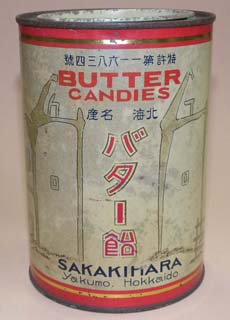 特許第一一六八三四號
BUTTER
CANDIES
北海 名産
バター飴
SAKAKIHARA
Yakumo, Hokkaido